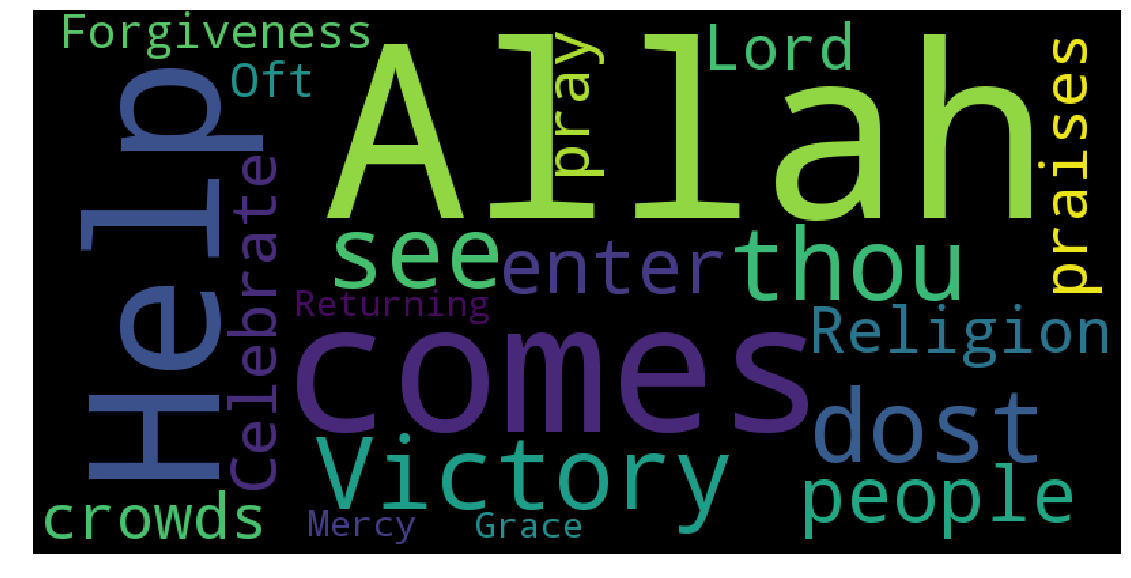 Forgiveness
Oft
Help
Celebrate
Allah
pray
Lord
praises
see
enter
thou
Returning
comes
Religion
dost
Victory
people
crowds
Mercy
Grace